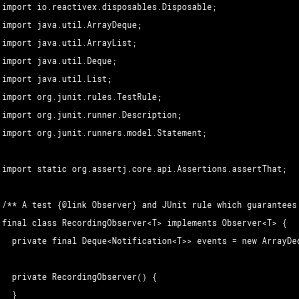 import io.reactivex.disposables.Disposable;
import java.util.ArrayDeque;
import java.util.ArrayList;
import java.util.Deque;
import java.util.List;
import org.junit.rules.TestRule;
import org.junit.runner.Description;
import org.junit.runners.model.Statement;
import static org.assertj.core.api.Assertions.assertThat;
/** A test {@link Observer} and JUnit rule which guarantees
final class RecordingObserver<T> implements Observer<T> {
private final Deque<Notification<T>> events = new ArrayDeq
private RecordingObserver() {
}